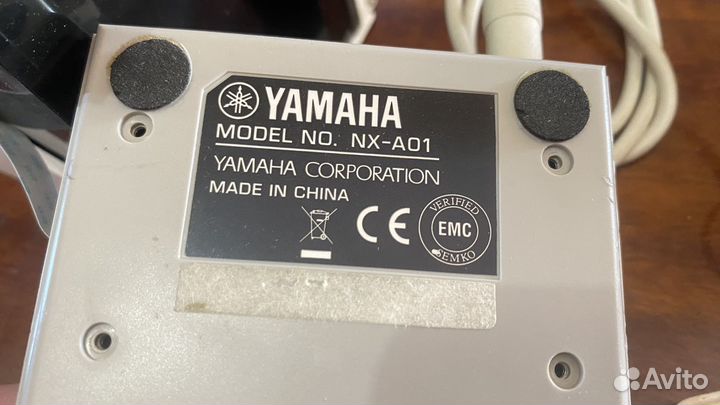 YAMAHA
MODEL NO. NX-A01
YAMAHA CORPORATION
MADE IN CHINA
CE
VERIFIED
EMC
SEMKO
Avito